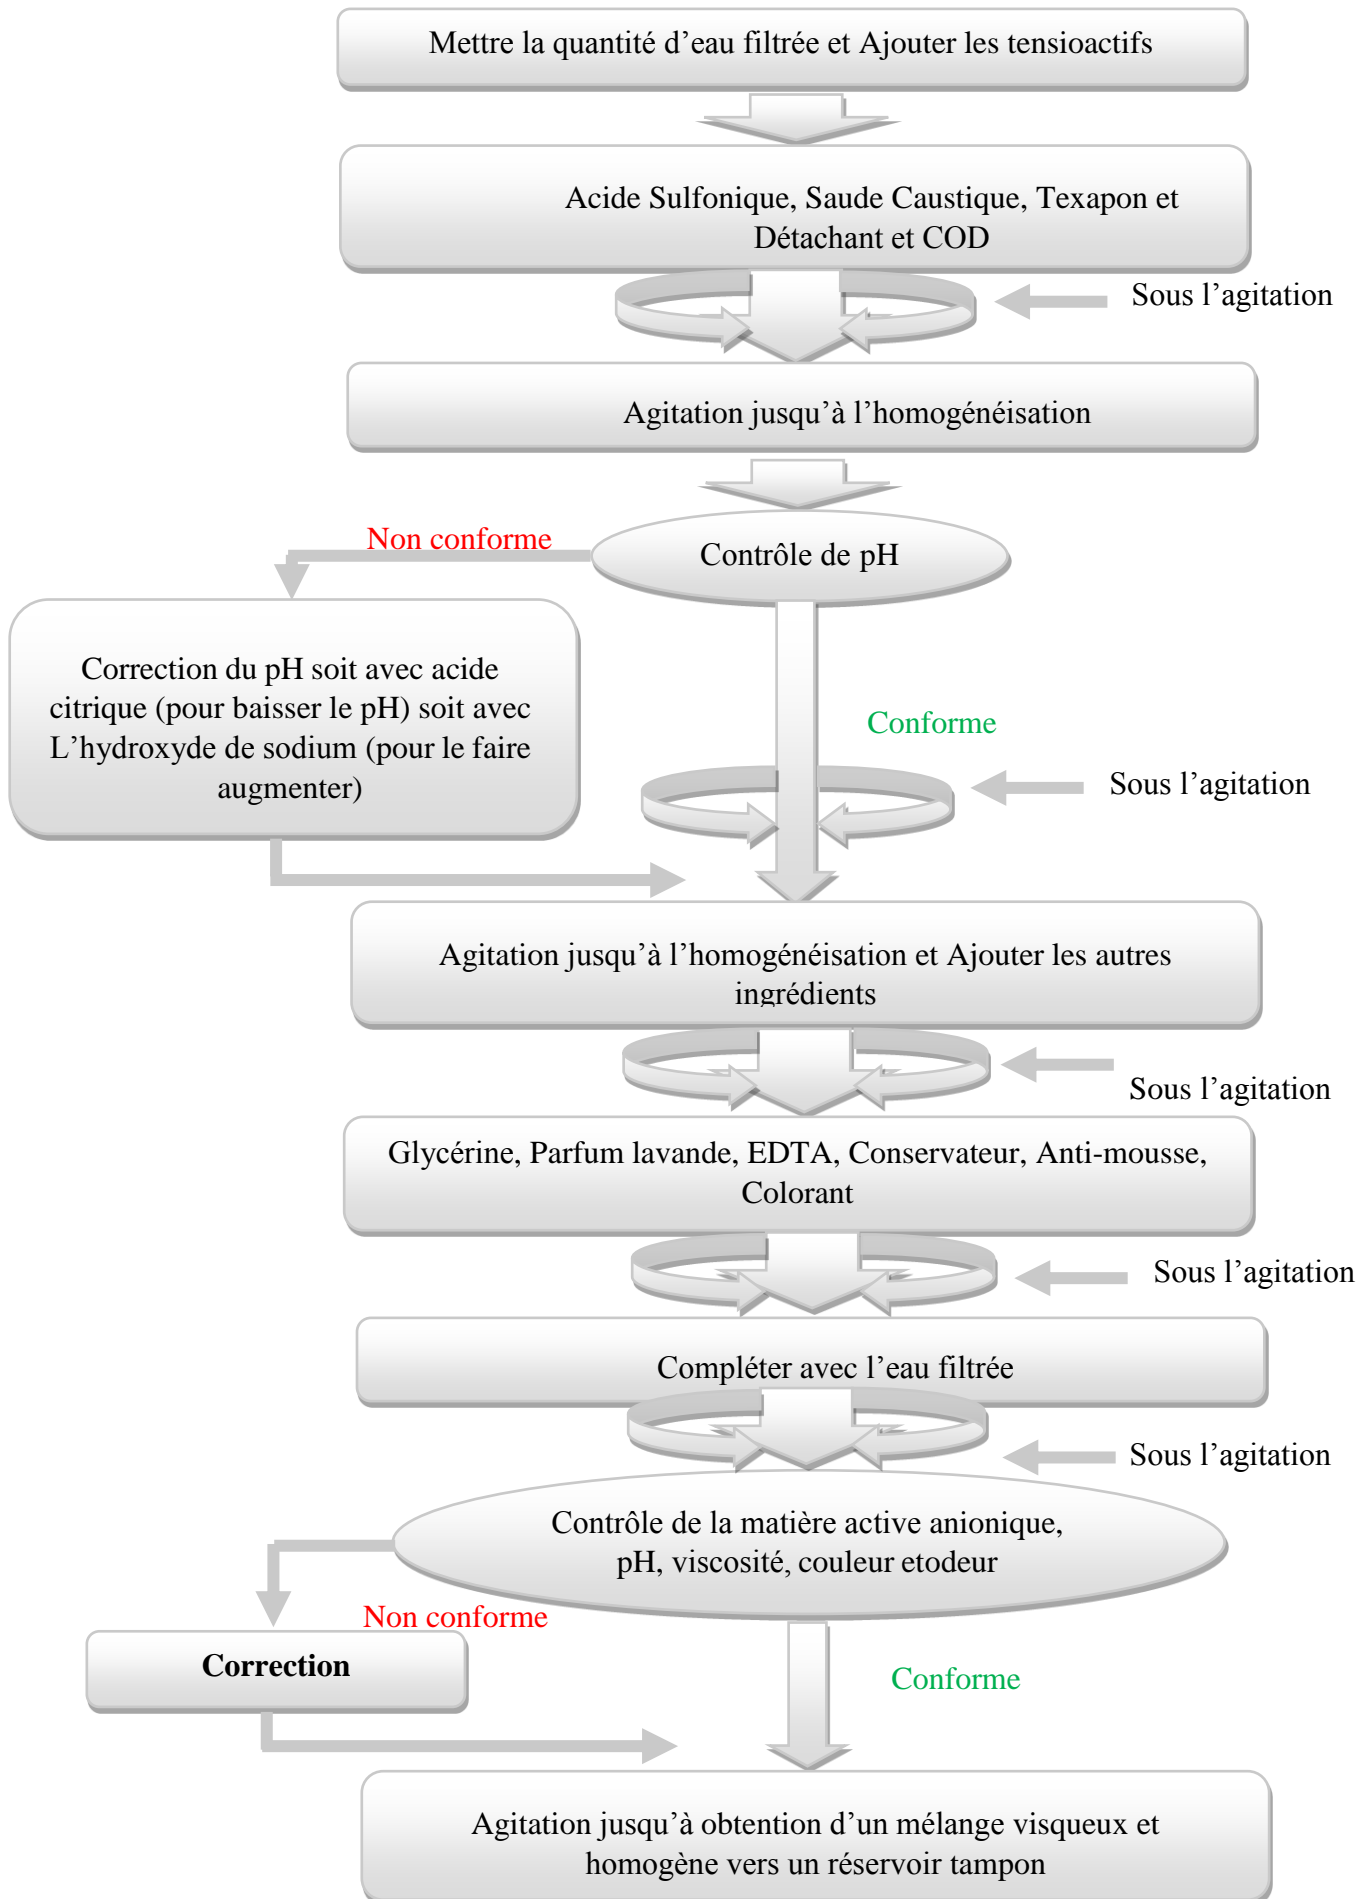 Mettre la quantité d’eau filtrée et Ajouter les tensioactifs
Acide Sulfonique, Saude Caustique, Texapon et
Détachant et COD
Sous l’agitation
Agitation jusqu’à l’homogénéisation
Non conforme
Contrôle de pH
Correction du pH soit avec acide
citrique (pour baisser le pH) soit avec
L’hydroxyde de sodium (pour le faire
augmenter)
Conforme
Sous l’agitation
Agitation jusqu’à l’homogénéisation et Ajouter les autres
ingrédients
Sous l’agitation
Glycérine, Parfum lavande, EDTA, Conservateur, Anti-mousse,
Colorant
Sous l’agitation
Compléter avec l’eau filtrée
Sous l’agitation
Contrôle de la matière active anionique,
pH, viscosité, couleur etodeur
Non conforme
Correction
Conforme
Agitation jusqu’à obtention d’un mélange visqueux et
homogène vers un réservoir tampon